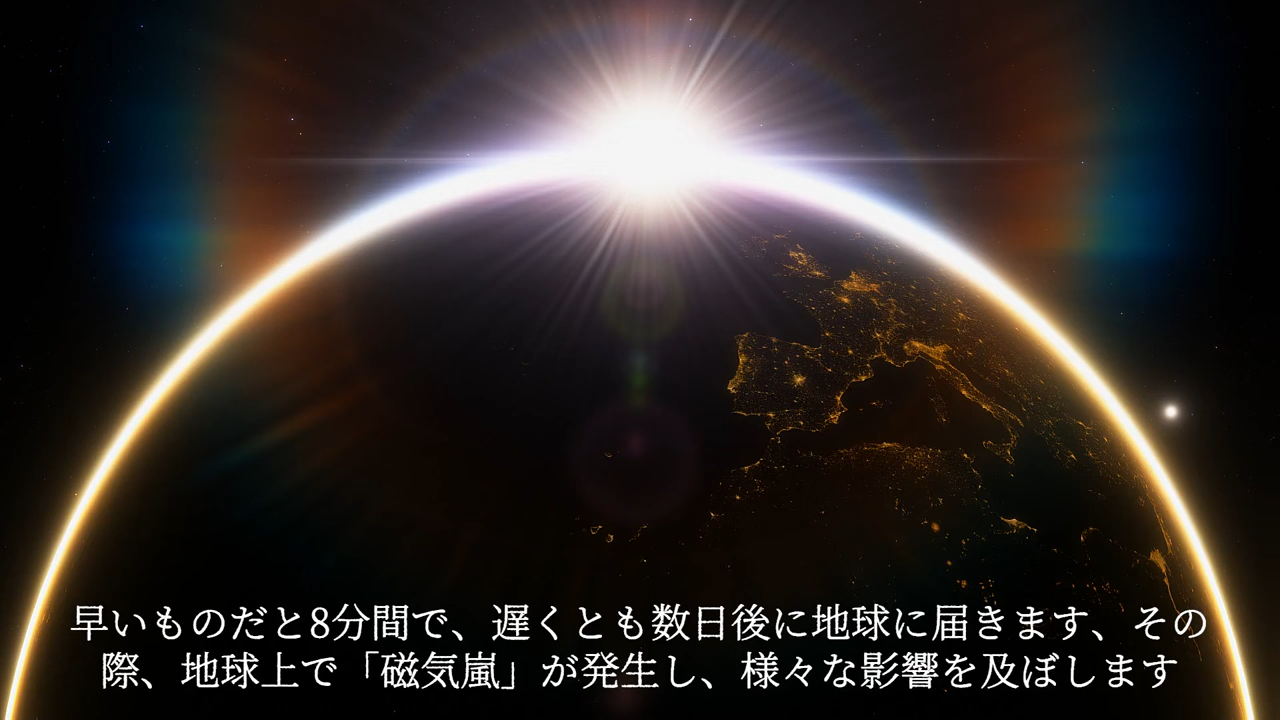 早いものだと8分間で、遅くとも数日後に地球に届きます、その
際、地球上で「磁気嵐」が発生し、様々な影響を及ぼします